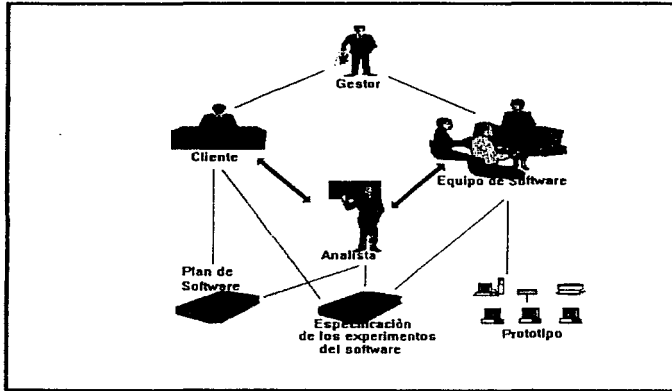 Gestor
Cliente
Equipo de Software
Analista
Plan de
Software
Especificación
de los experimentos
del software
Prototipo